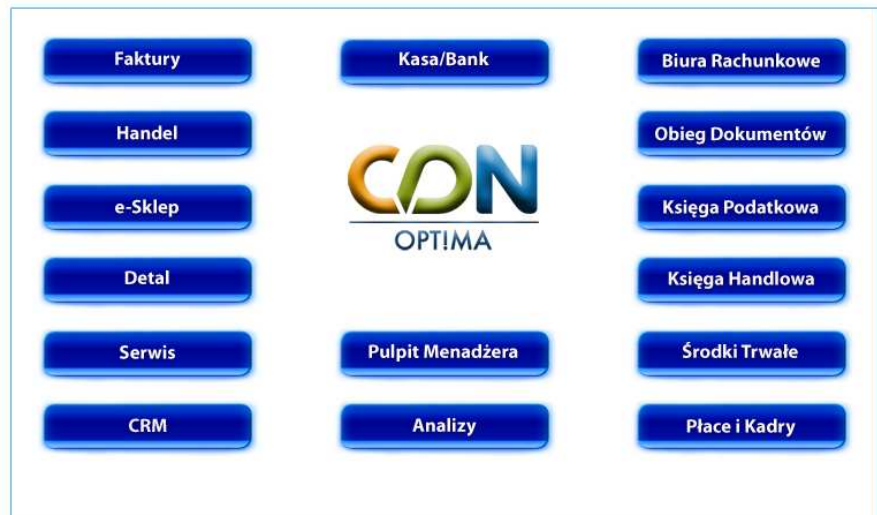 Faktury
Kasa/Bank
Biura Rachunkowe
Handel
Obieg Dokumentów
CDN
OPT!MA
e-Sklep
Księga Podatkowa
Detal
Księga Handlowa
Serwis
Pulpit Menadżera
Środki Trwałe
CRM
Analizy
Płace i Kadry